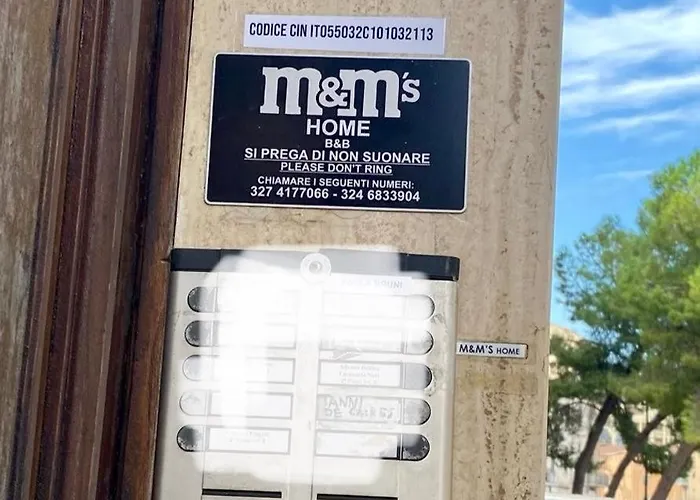 CODICE CIN IT055032C101032113
m&m's
HOME
B&B
SI PREGA DI NON SUONARE
PLEASE DON'T RING
CHIAMARE I SEGUENTI NUMERI:
327 4177066 - 324 6833904
M&M'S HOME